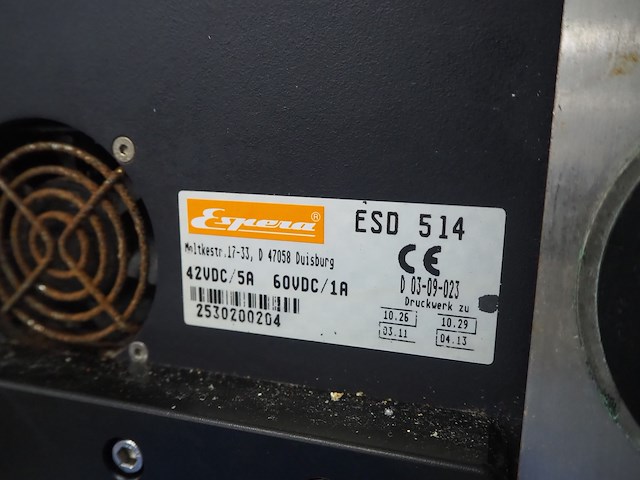 Espera®
ESD 514
Moltkestr.17-33, D 47058 Duisburg
CE
42VDC/5A 60VDC/1A
D 03-09-023
Druckwerk zu
2530200204
10.26 10.29
03.11 04.13